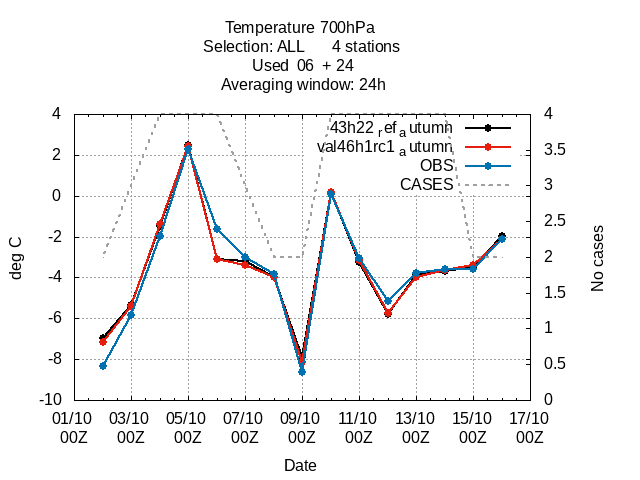 Temperature 700hPa
Selection: ALL 4 stations
Used 06 + 24
Averaging window: 24h
43h22 refa utumn
val46h1rc1 a utumn
OBS
CASES
4
2
0
-2
-4
-6
-8
-10
deg C
4
3.5
3
2.5
2
1.5
1
0.5
0
No cases
01/10 03/10 05/10 07/10 09/10 11/10 13/10 15/10 17/10
00Z 00Z 00Z 00Z 00Z 00Z 00Z 00Z 00Z
Date